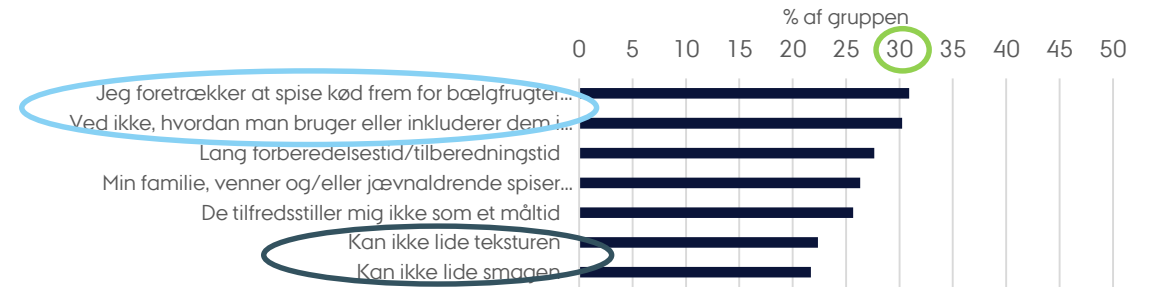 % af gruppen
0 5 10 15 20 25 30 35 40 45 50
Jeg foretrækker at spise kød frem for bælgfrugter...
Ved ikke, hvordan man bruger eller inkluderer dem i...
Lang forberedelsestid/tilberedningstid
Min familie, venner og/eller jævnaldrende spiser...
De tilfredsstiller mig ikke som et måltid
Kan ikke lide teksturen
Kan ikke lide smagen